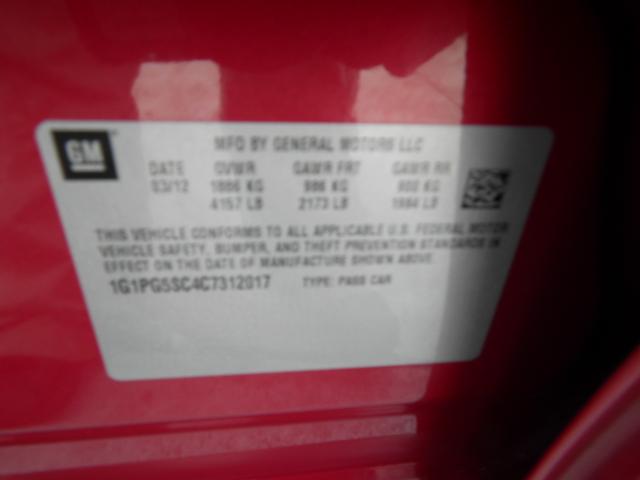 GM
MFD BY GENERAL MOTORS LLC
DATE GVWR GAWR FRT GAWR RR
03/12 1886 KG 986 KG 900 KG
4157 LB 2173 LB 1984 LB
THIS VEHICLE CONFORMS TO ALL APPLICABLE U.S. FEDERAL MOTOR
VEHICLE SAFETY, BUMPER, AND THEFT PREVENTION STANDARDS IN
EFFECT ON THE DATE OF MANUFACTURE SHOWN ABOVE.
1G1PG5SC4C7312017 TYPE: PASS CAR